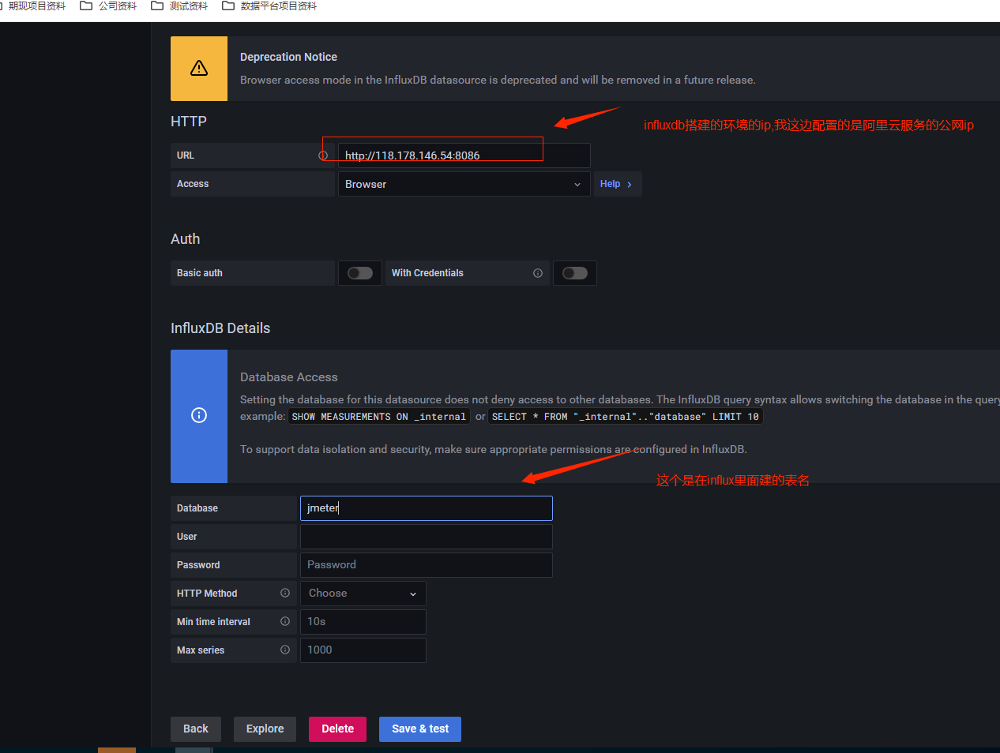 期现项目资料 公司资料 测试资料 数据平台项目资料
Deprecation Notice
Browser access mode in the InfluxDB datasource is deprecated and will be removed in a future release.
HTTP
influxdb搭建的环境的ip,我这边配置的是阿里云服务的公网ip
URL http://118.178.146.54:8086
Access Browser Help
Auth
Basic auth With Credentials
InfluxDB Details
Database Access
Setting the database for this datasource does not deny access to other databases. The InfluxDB query syntax allows switching the database in the query
example: SHOW MEASUREMENTS ON _internal or SELECT * FROM "_internal".."database" LIMIT 10
To support data isolation and security, make sure appropriate permissions are configured in InfluxDB.
这个是在influx里面建的表名
Database jmeter
User
Password Password
HTTP Method Choose
Min time interval 10s
Max series 1000
Back Explore Delete Save & test